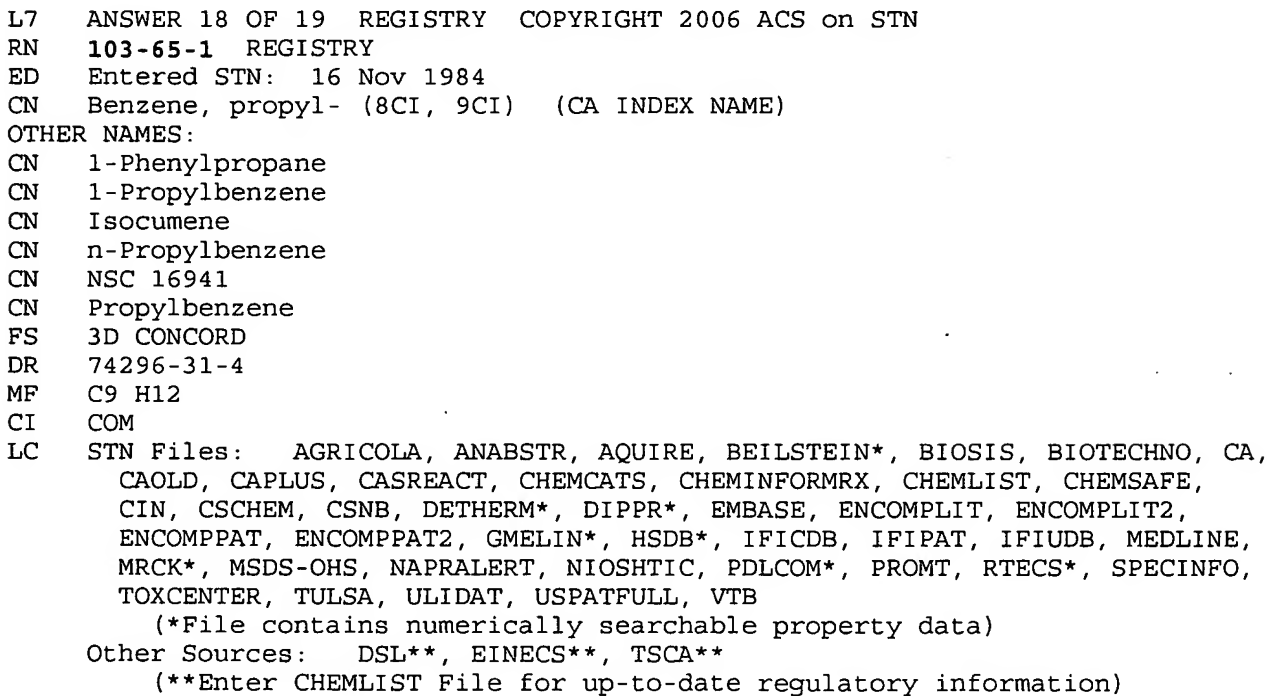 L7 ANSWER 18 OF 19 REGISTRY COPYRIGHT 2006 ACS on STN
RN 103-65-1 REGISTRY
ED Entered STN: 16 Nov 1984
CN Benzene, propyl- (8CI, 9CI) (CA INDEX NAME)
OTHER NAMES:
CN 1-Phenylpropane
CN 1-Propylbenzene
CN Isocumene
CN n-Propylbenzene
CN NSC 16941
CN Propylbenzene
FS 3D CONCORD
DR 74296-31-4
MF C9 H12
CI COM
LC STN Files: AGRICOLA, ANABSTR, AQUIRE, BEILSTEIN*, BIOSIS, BIOTECHNO, CA,
CAOLD, CAPLUS, CASREACT, CHEMCATS, CHEMINFORMRX, CHEMLIST, CHEMSAFE,
CIN, CSCHEM, CSNB, DETHERM*, DIPPR*, EMBASE, ENCOMPLIT, ENCOMPLIT2,
ENCOMPPAT, ENCOMPPAT2, GMELIN*, HSDB*, IFICDB, IFIPAT, IFIUDB, MEDLINE,
MRCK*, MSDS-OHS, NAPRALERT, NIOSHTIC, PDLCOM*, PROMT, RTECS*, SPECINFO,
TOXCENTER, TULSA, ULIDAT, USPATFULL, VTB
(*File contains numerically searchable property data)
Other Sources: DSL**, EINECS**, TSCA**
(**Enter CHEMLIST File for up-to-date regulatory information)